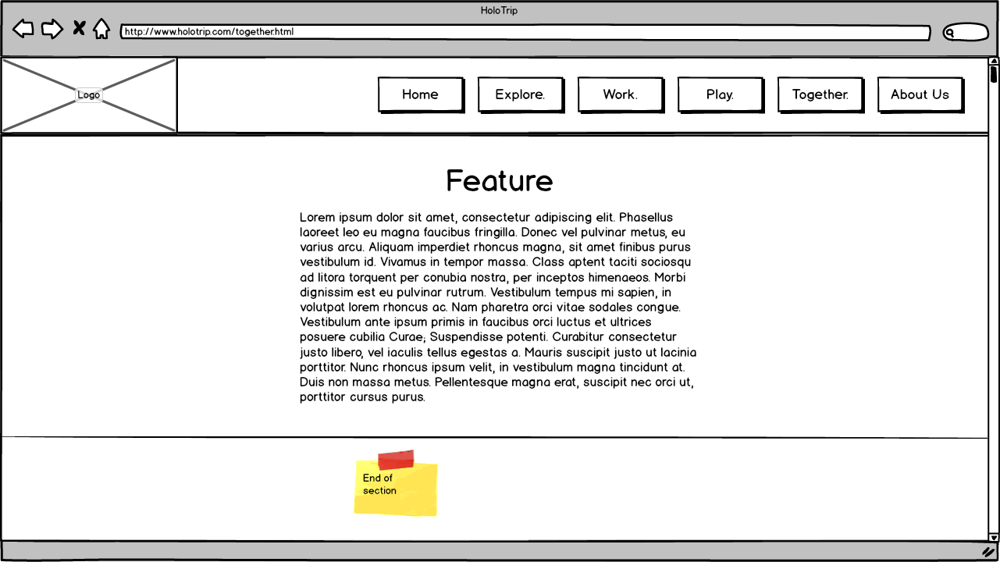 HoloTrip
http://www.holotrip.com/together.html
Logo
Home Explore. Work. Play. Together. About Us
Feature
Lorem ipsum dolor sit amet, consectetur adipiscing elit. Phasellus
laoreet leo eu magna faucibus fringilla. Donec vel pulvinar metus, eu
varius arcu. Aliquam imperdiet rhoncus magna, sit amet finibus purus
vestibulum id. Vivamus in tempor massa. Class aptent taciti sociosqu
ad litora torquent per conubia nostra, per inceptos himenaeos. Morbi
dignissim est eu pulvinar rutrum. Vestibulum tempus mi sapien, in
volutpat lorem rhoncus ac. Nam pharetra orci vitae sodales congue.
Vestibulum ante ipsum primis in faucibus orci luctus et ultrices
posuere cubilia Curae; Suspendisse potenti. Curabitur consectetur
justo libero, vel iaculis tellus egestas a. Mauris suscipit justo ut lacinia
porttitor. Nunc rhoncus ipsum velit, in vestibulum magna tincidunt at.
Duis non massa metus. Pellentesque magna erat, suscipit nec orci ut,
porttitor cursus purus.
End of
section